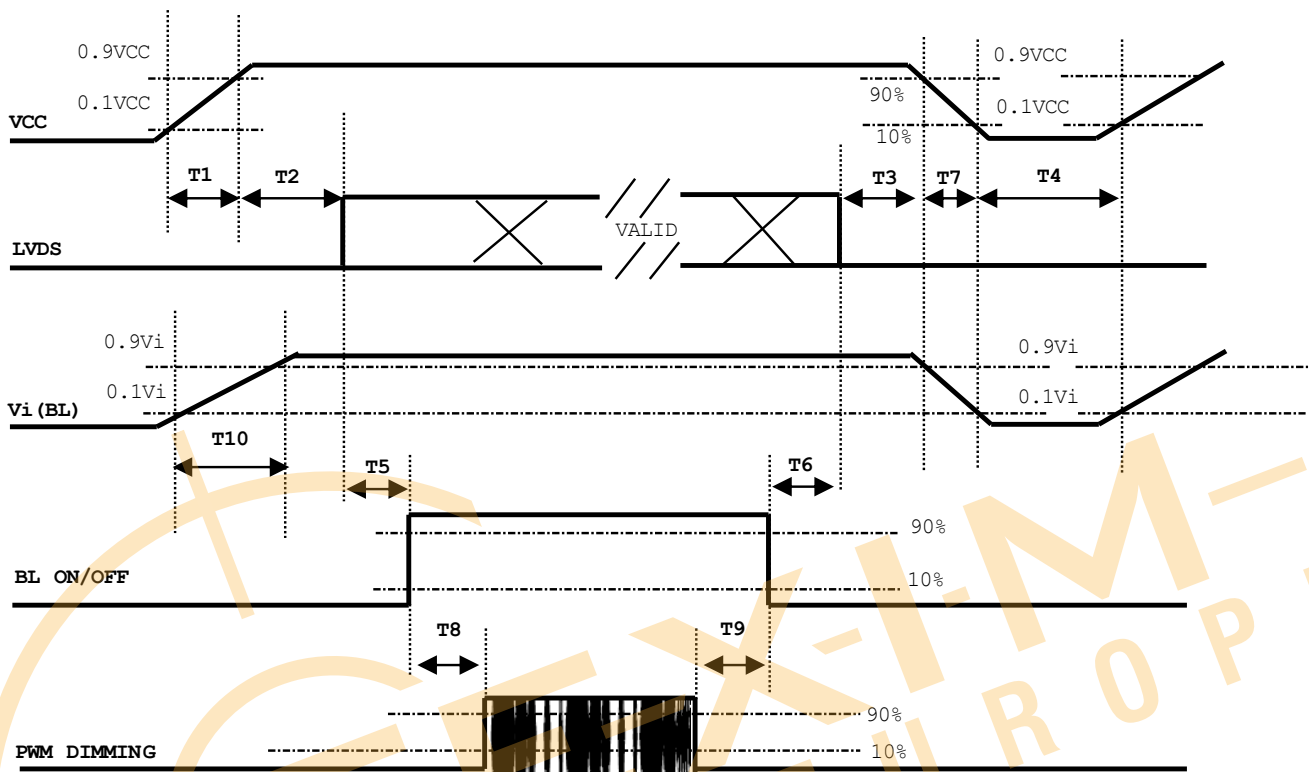 0.9VCC
0.9VCC
90%
0.1VCC
0.1VCC
VCC
10%
T1
T2
T3
T7
T4
VALID
LVDS
0.9Vi
0.9Vi
0.1Vi
0.1Vi
Vi(BL)
T10
T5
T6
90%
BL ON/OFF
10%
T8
T9
90%
PWM DIMMING
10%